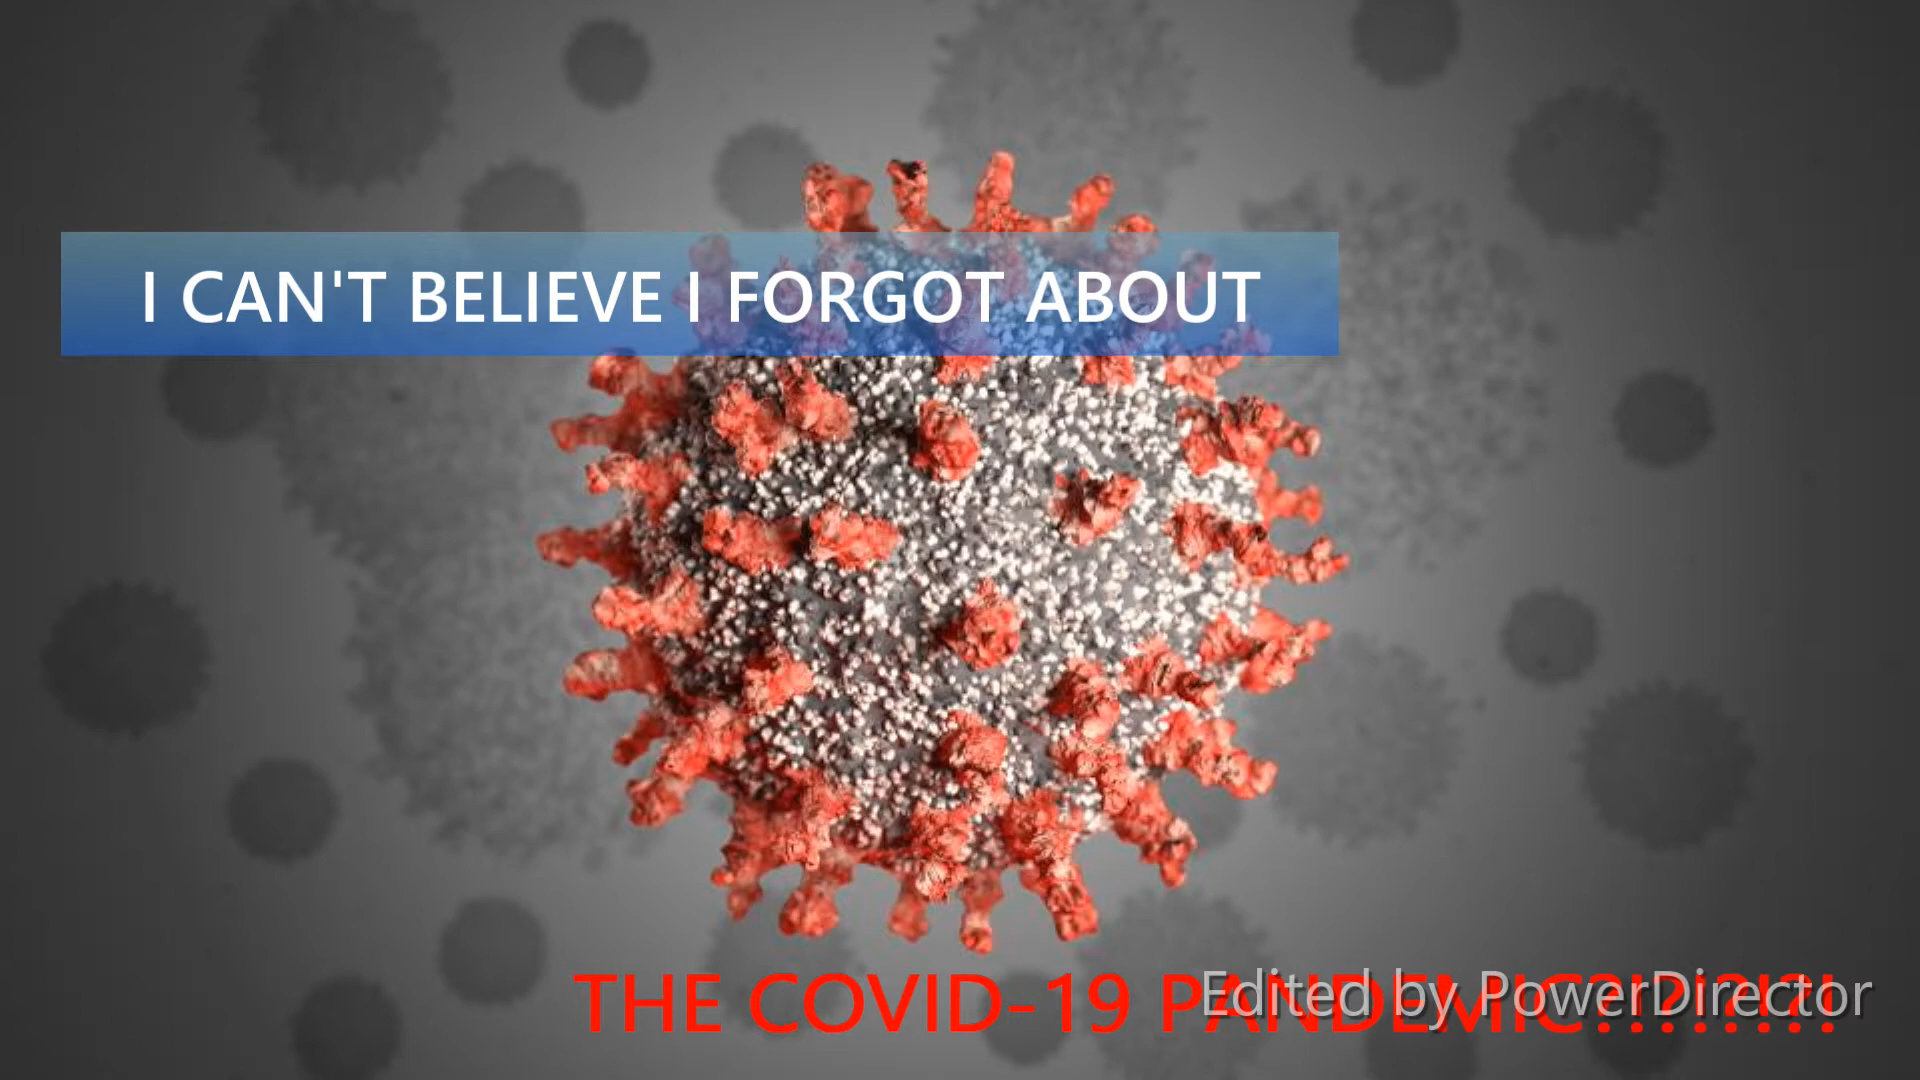 I CAN'T BELIEVE I FORGOT ABOUT
THE COVID-19 PANDEMIC?!?!?!?!
Edited by PowerDirector